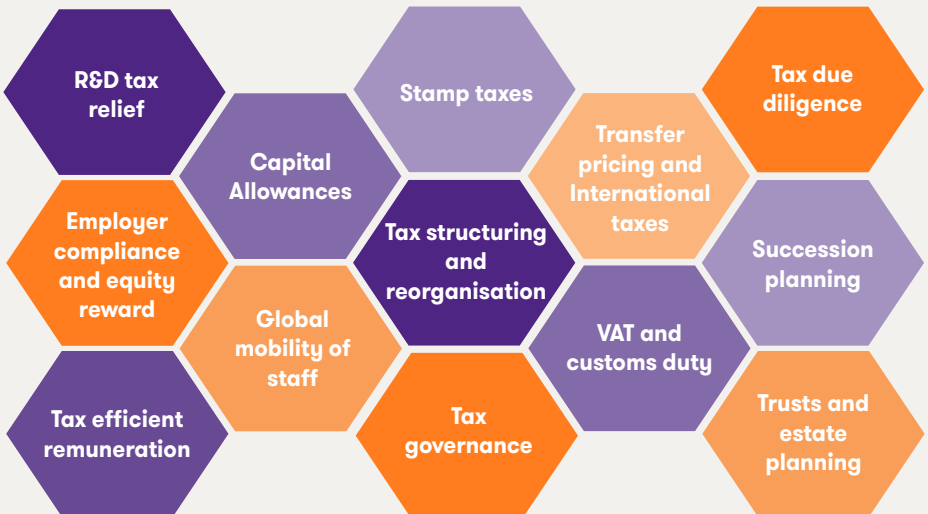 R&D tax
relief
Stamp taxes
Tax due
diligence
Capital
Allowances
Transfer
pricing and
International
taxes
Employer
compliance
and equity
reward
Tax structuring
and
reorganisation
Succession
planning
Global
mobility of
staff
VAT and
customs duty
Tax efficient
remuneration
Tax
governance
Trusts and
estate
planning